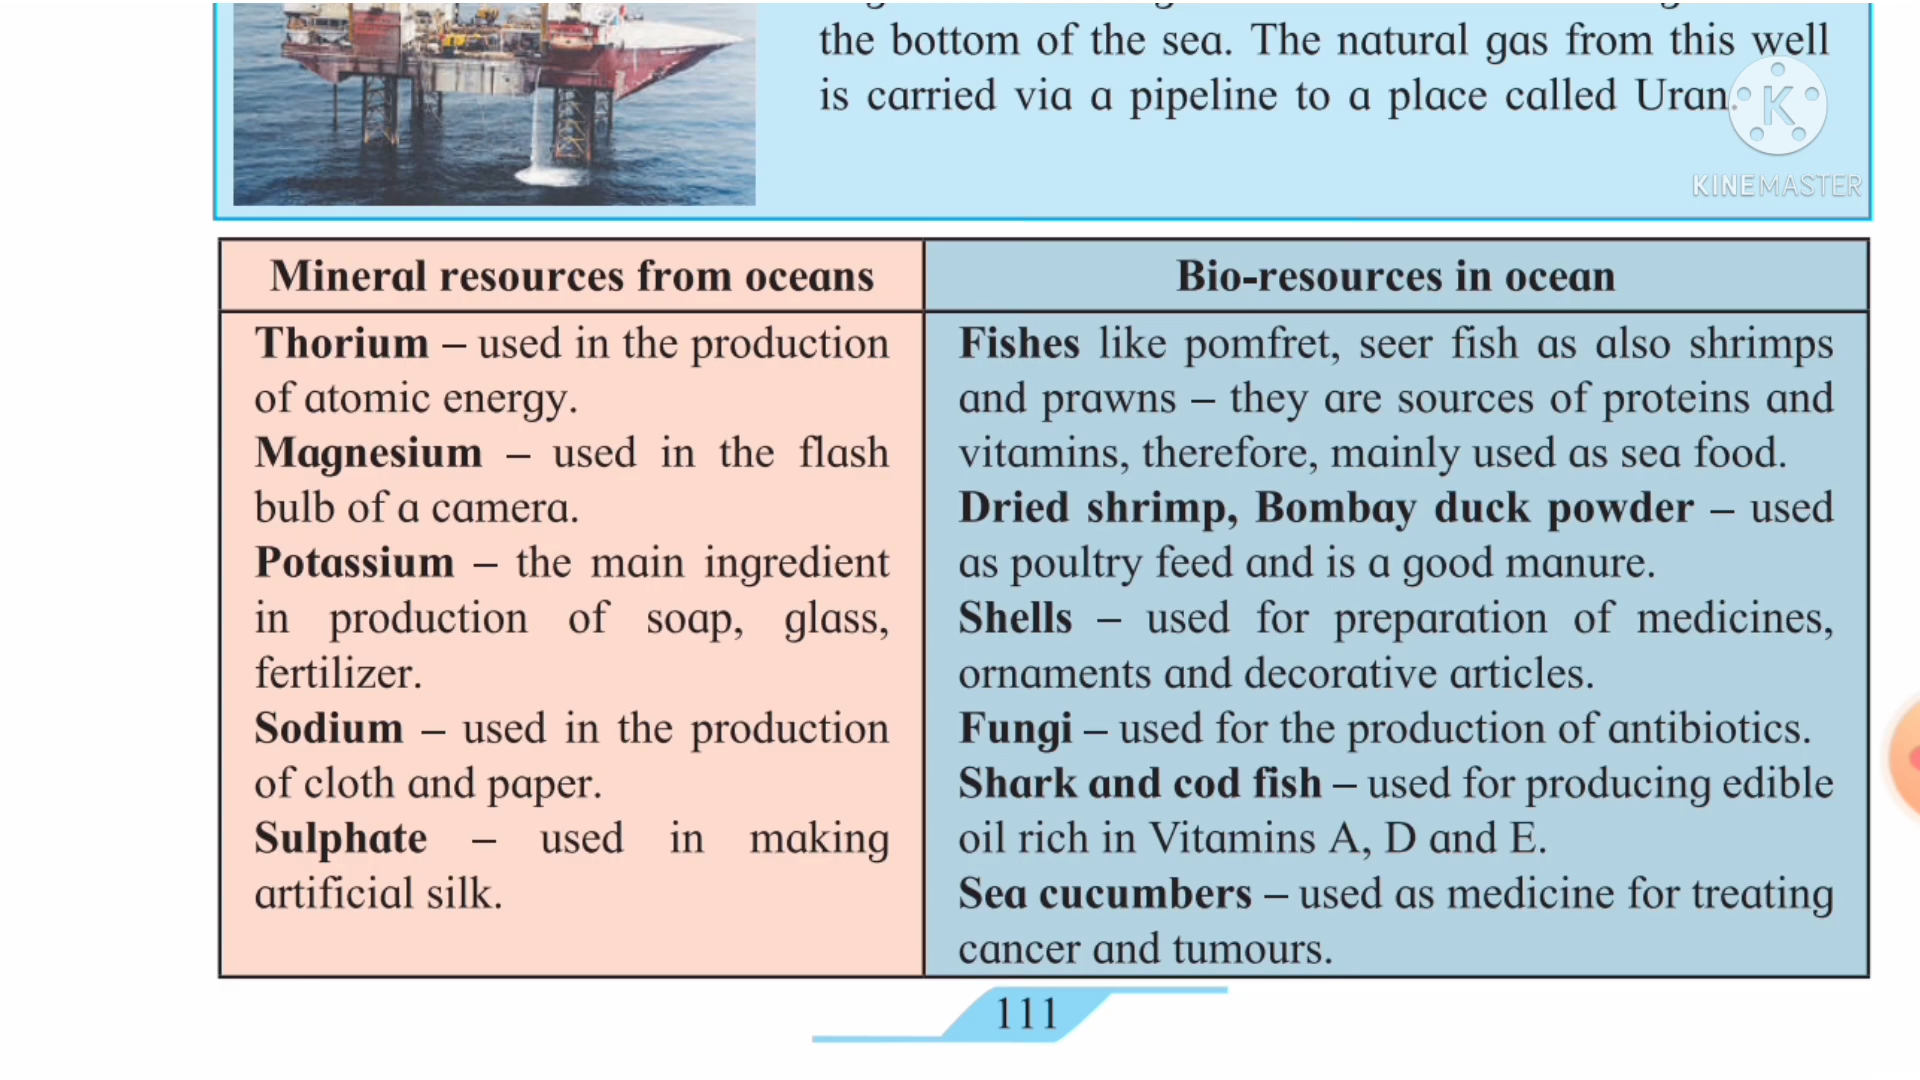 the bottom of the sea. The natural gas from this well
is carried via a pipeline to a place called Uran.
K
KINEMASTER
Mineral resources from oceans
Thorium – used in the production
of atomic energy.
Magnesium – used in the flash
bulb of a camera.
Potassium – the main ingredient
in production of soap, glass,
fertilizer.
Sodium – used in the production
of cloth and paper.
Sulphate – used in making
artificial silk.
Bio-resources in ocean
Fishes like pomfret, seer fish as also shrimps
and prawns – they are sources of proteins and
vitamins, therefore, mainly used as sea food.
Dried shrimp, Bombay duck powder – used
as poultry feed and is a good manure.
Shells – used for preparation of medicines,
ornaments and decorative articles.
Fungi – used for the production of antibiotics.
Shark and cod fish – used for producing edible
oil rich in Vitamins A, D and E.
Sea cucumbers – used as medicine for treating
cancer and tumours.
111